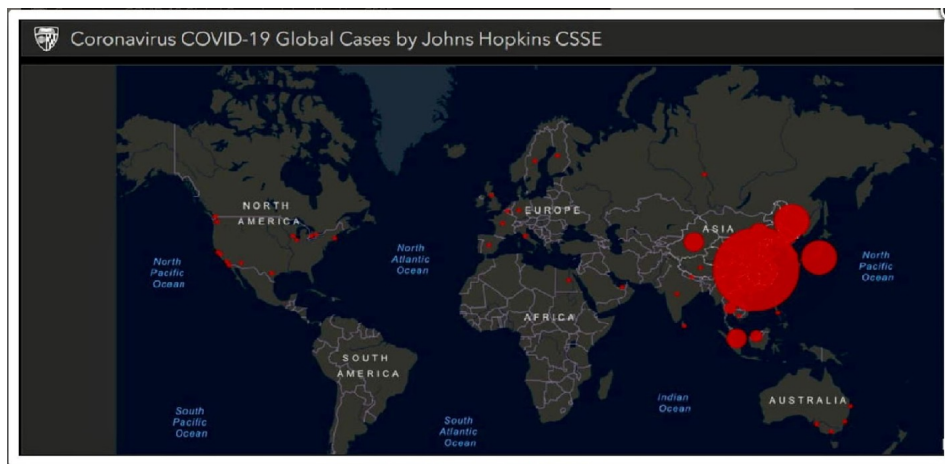 Coronavirus COVID-19 Global Cases by Johns Hopkins CSSE
NORTH
AMERICA
EUROPE
ASIA
North
Pacific
Ocean
North
Atlantic
Ocean
North
Pacific
Ocean
AFRICA
SOUTH
AMERICA
Indian
Ocean
AUSTRALIA
South
Pacific
Ocean
South
Atlantic
Ocean